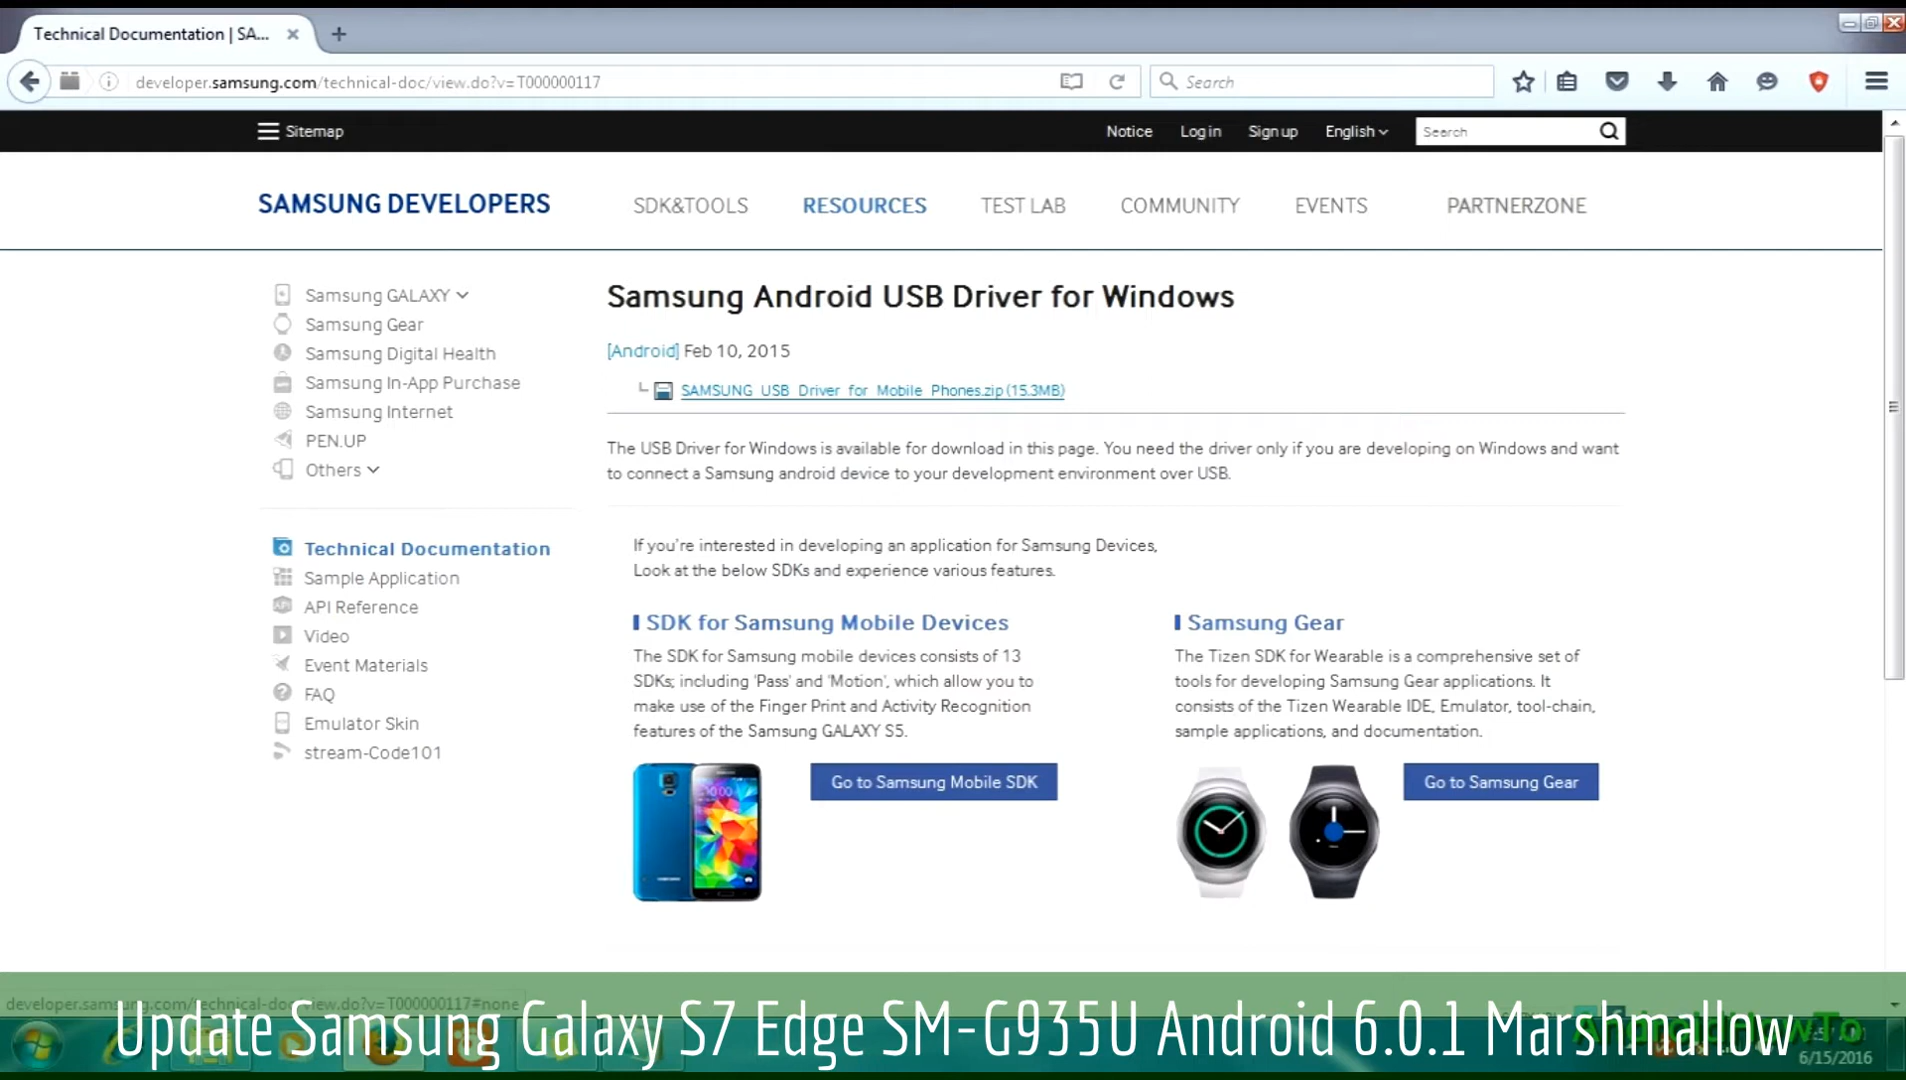 Technical Documentation | SA...
developer.samsung.com/technical-doc/view.do?v=T000000117
Search
Sitemap
Notice
Log in
Sign up
English
Search
SAMSUNG DEVELOPERS
SDK&TOOLS
RESOURCES
TEST LAB
COMMUNITY
EVENTS
PARTNERZONE
Samsung GALAXY
Samsung Gear
Samsung Digital Health
Samsung In-App Purchase
Samsung Internet
PEN.UP
Others
Technical Documentation
Sample Application
API Reference
Video
Event Materials
FAQ
Emulator Skin
stream-Code101
Samsung Android USB Driver for Windows
[Android] Feb 10, 2015
SAMSUNG_USB_Driver_for_Mobile_Phones.zip (15.3MB)
The USB Driver for Windows is available for download in this page. You need the driver only if you are developing on Windows and want
to connect a Samsung android device to your development environment over USB.
If you're interested in developing an application for Samsung Devices,
Look at the below SDKs and experience various features.
SDK for Samsung Mobile Devices
The SDK for Samsung mobile devices consists of 13
SDKs; including 'Pass' and 'Motion', which allow you to
make use of the Finger Print and Activity Recognition
features of the Samsung GALAXY S5.
Go to Samsung Mobile SDK
Samsung Gear
The Tizen SDK for Wearable is a comprehensive set of
tools for developing Samsung Gear applications. It
consists of the Tizen Wearable IDE, Emulator, tool-chain,
sample applications, and documentation.
Go to Samsung Gear
developer.samsung.com/technical-doc/view.do?v=T000000117#none
Update Samsung Galaxy S7 Edge SM-G935U Android 6.0.1 Marshmallow
AndroidHowTo
6/15/2016